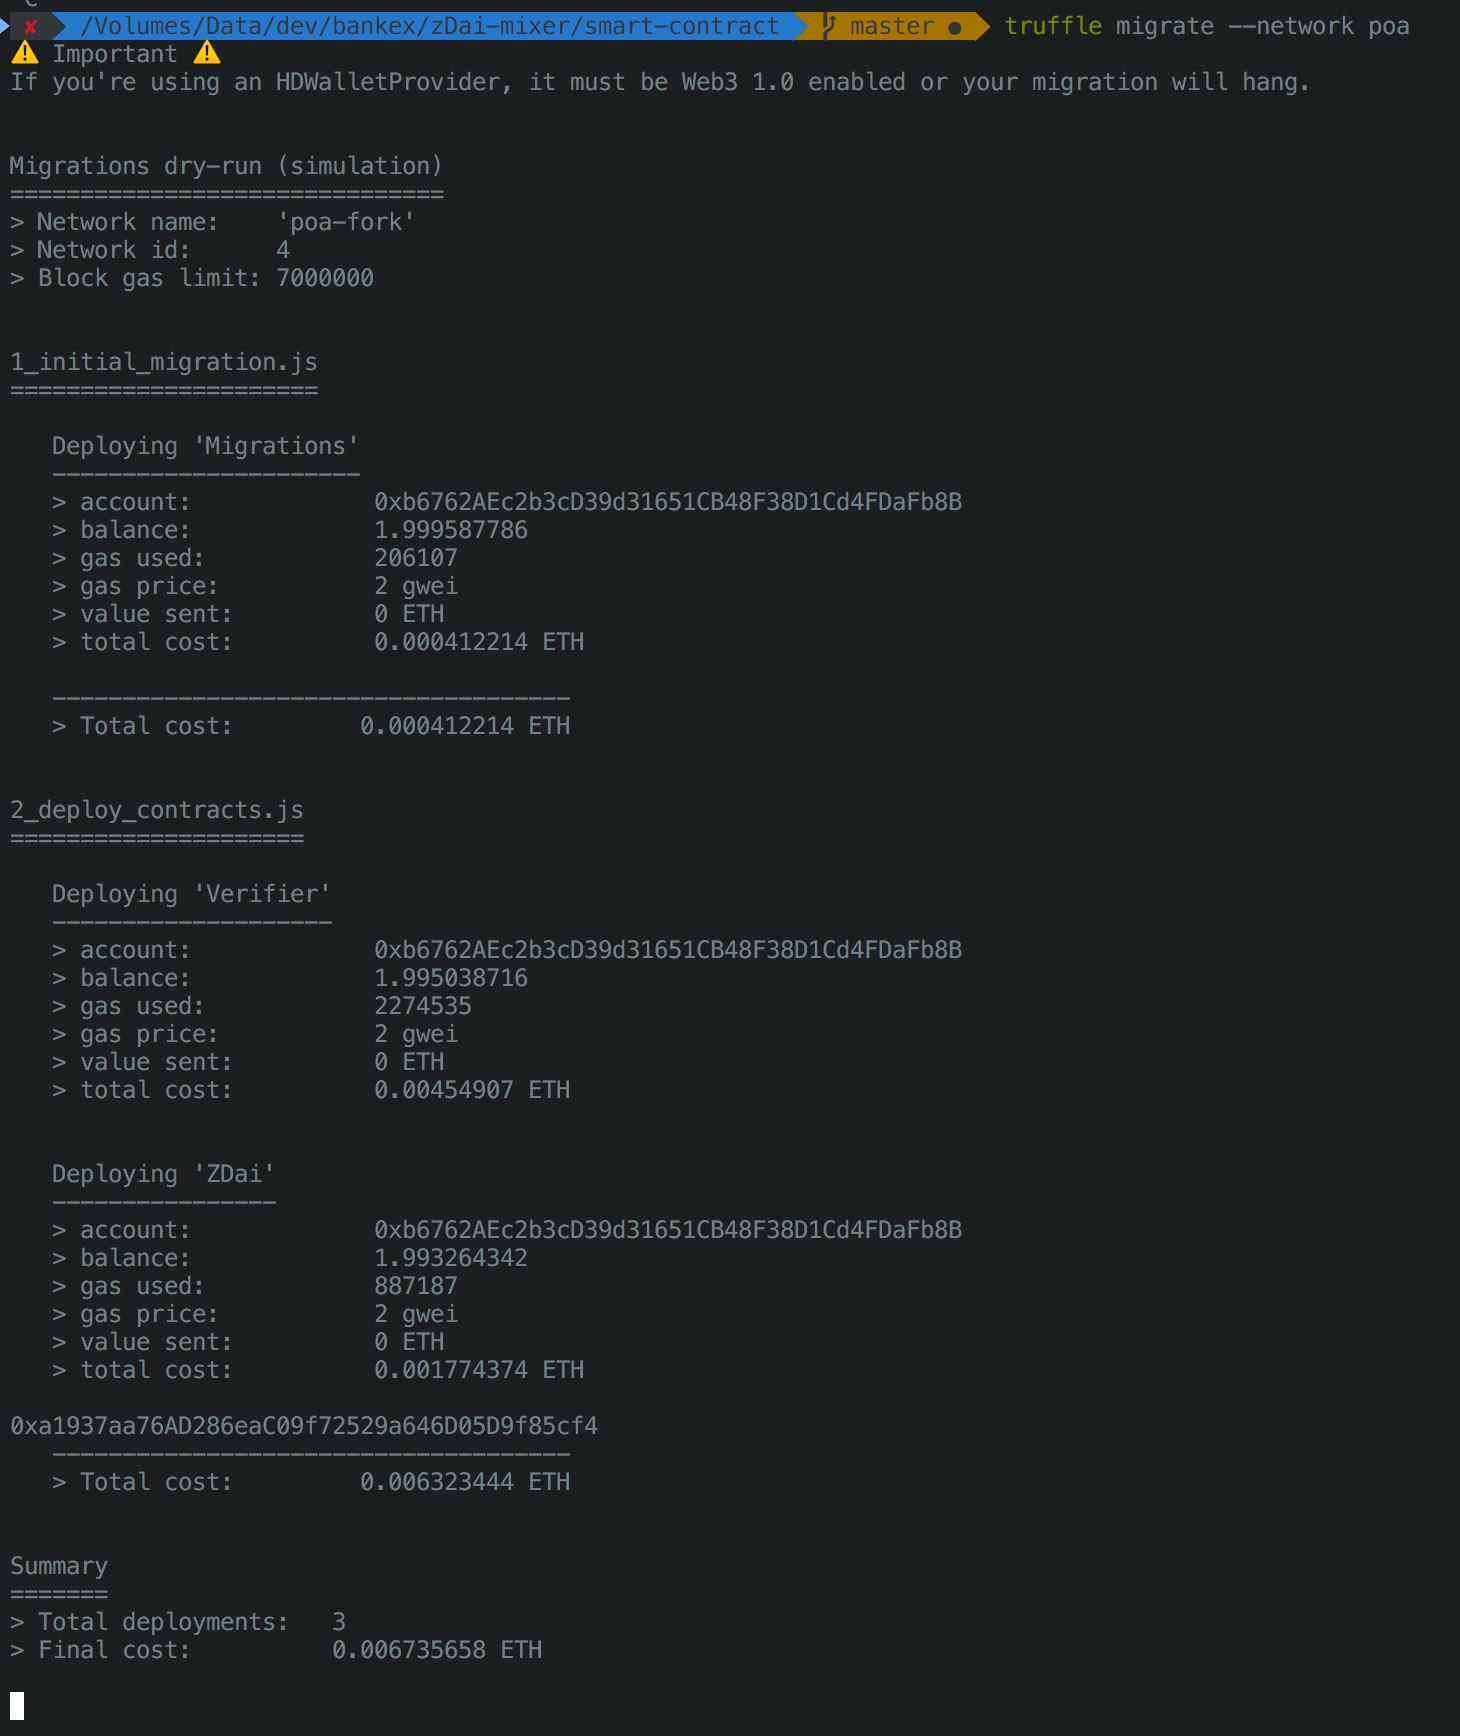 ✘ /Volumes/Data/dev/bankex/zDai-mixer/smart-contract master ● truffle migrate --network poa
⚠️ Important ⚠️
If you're using an HDWalletProvider, it must be Web3 1.0 enabled or your migration will hang.
Migrations dry-run (simulation)
===============================
> Network name:    'poa-fork'
> Network id:      4
> Block gas limit: 7000000
1_initial_migration.js
======================
Deploying 'Migrations'
----------------------
> account:             0xb6762AEc2b3cD39d31651CB48F38D1Cd4FDaFb8B
> balance:             1.999587786
> gas used:            206107
> gas price:           2 gwei
> value sent:          0 ETH
> total cost:          0.000412214 ETH
-------------------------------------
> Total cost:         0.000412214 ETH
2_deploy_contracts.js
=====================
Deploying 'Verifier'
--------------------
> account:             0xb6762AEc2b3cD39d31651CB48F38D1Cd4FDaFb8B
> balance:             1.995038716
> gas used:            2274535
> gas price:           2 gwei
> value sent:          0 ETH
> total cost:          0.00454907 ETH
Deploying 'ZDai'
----------------
> account:             0xb6762AEc2b3cD39d31651CB48F38D1Cd4FDaFb8B
> balance:             1.993264342
> gas used:            887187
> gas price:           2 gwei
> value sent:          0 ETH
> total cost:          0.001774374 ETH
0xa1937aa76AD286eaC09f72529a646D05D9f85cf4
-------------------------------------
> Total cost:         0.006323444 ETH
Summary
=======
> Total deployments:   3
> Final cost:          0.006735658 ETH